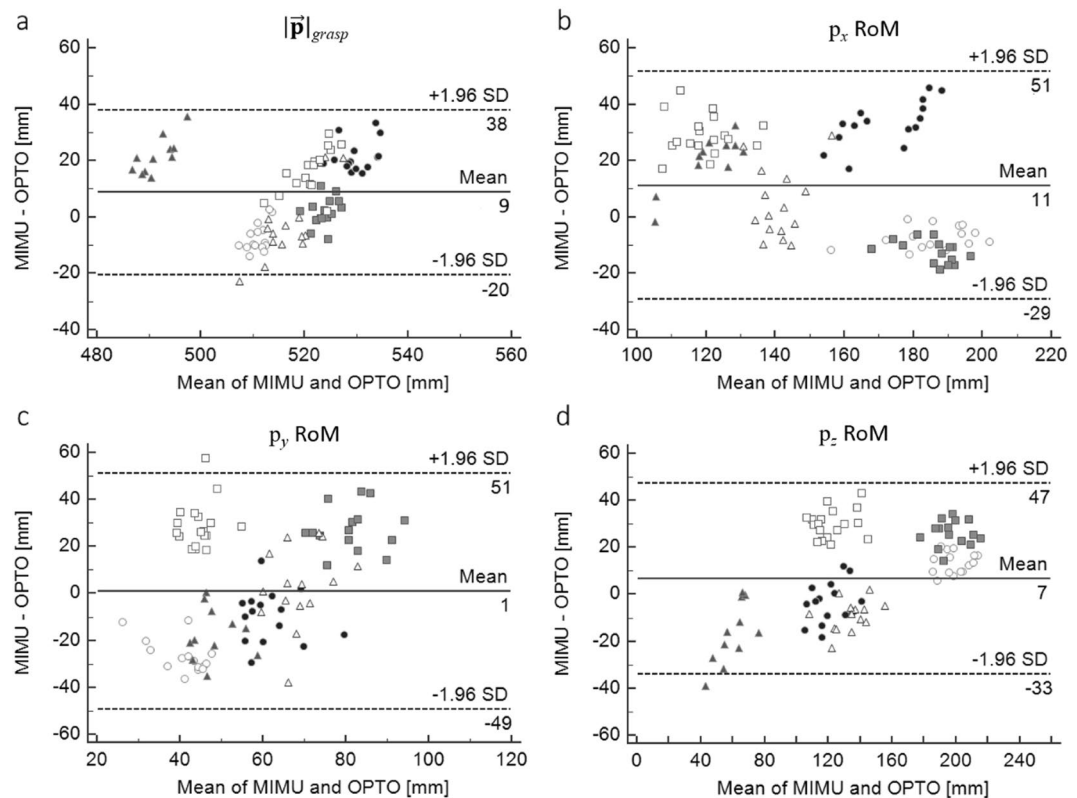 a
|p⃗|grasp
60
40
20
0
-20
-40
MIMU - OPTO [mm]
+1.96 SD
38
Mean
9
-1.96 SD
-20
480 500 520 540 560
Mean of MIMU and OPTO [mm]
b
px RoM
60
40
20
0
-20
-40
MIMU - OPTO [mm]
+1.96 SD
51
Mean
11
-1.96 SD
-29
100 120 140 160 180 200 220
Mean of MIMU and OPTO [mm]
c
py RoM
60
40
20
0
-20
-40
-60
MIMU - OPTO [mm]
+1.96 SD
51
Mean
1
-1.96 SD
-49
20 40 60 80 100 120
Mean of MIMU and OPTO [mm]
d
pz RoM
60
40
20
0
-20
-40
-60
MIMU - OPTO [mm]
+1.96 SD
47
Mean
7
-1.96 SD
-33
0 40 80 120 160 200 240
Mean of MIMU and OPTO [mm]